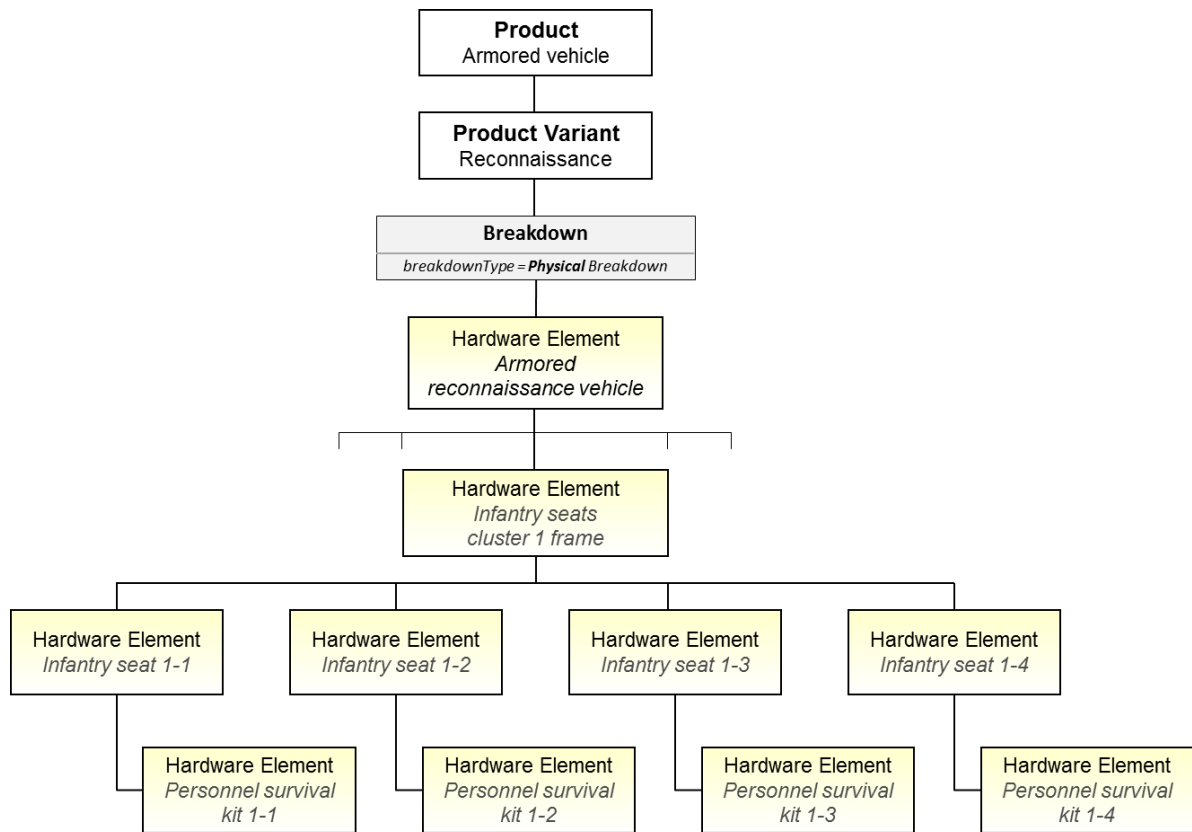 Product
Armored vehicle
Product Variant
Reconnaissance
Breakdown
breakdownType = Physical Breakdown
Hardware Element
Armored
reconnaissance vehicle
Hardware Element
Infantry seats
cluster 1 frame
Hardware Element
Infantry seat 1-1
Hardware Element
Infantry seat 1-2
Hardware Element
Infantry seat 1-3
Hardware Element
Infantry seat 1-4
Hardware Element
Personnel survival
kit 1-1
Hardware Element
Personnel survival
kit 1-2
Hardware Element
Personnel survival
kit 1-3
Hardware Element
Personnel survival
kit 1-4